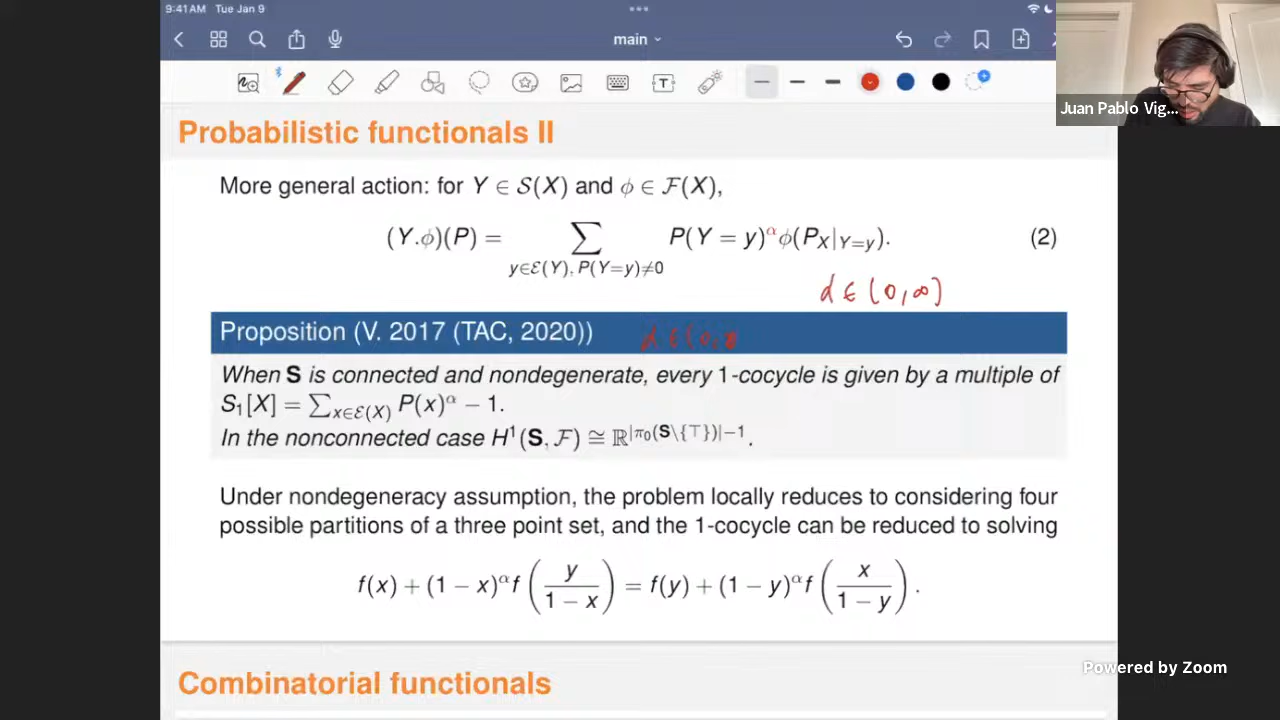 9:41 AM Tue Jan 9
main
Juan Pablo Vig...
Probabilistic functionals II
More general action: for Y ∈ S(X) and ϕ ∈ F(X),
(Y.ϕ)(P) = ∑_{y∈E(Y), P(Y=y)≠0} P(Y = y)^α ϕ(P_X|_{Y=y}). (2)
α ∈ (0, ∞)
Proposition (V. 2017 (TAC, 2020))
When S is connected and nondegenerate, every 1-cocycle is given by a multiple of
S₁[X] = ∑_{x∈E(X)} P(x)^α − 1.
In the nonconnected case H¹(S, F) ≅ ℝ^{|π₀(S\{⊤})|−1}.
Under nondegeneracy assumption, the problem locally reduces to considering four
possible partitions of a three point set, and the 1-cocycle can be reduced to solving
f(x) + (1 − x)^α f(y/(1 − x)) = f(y) + (1 − y)^α f(x/(1 − y)).
Combinatorial functionals
Powered by Zoom